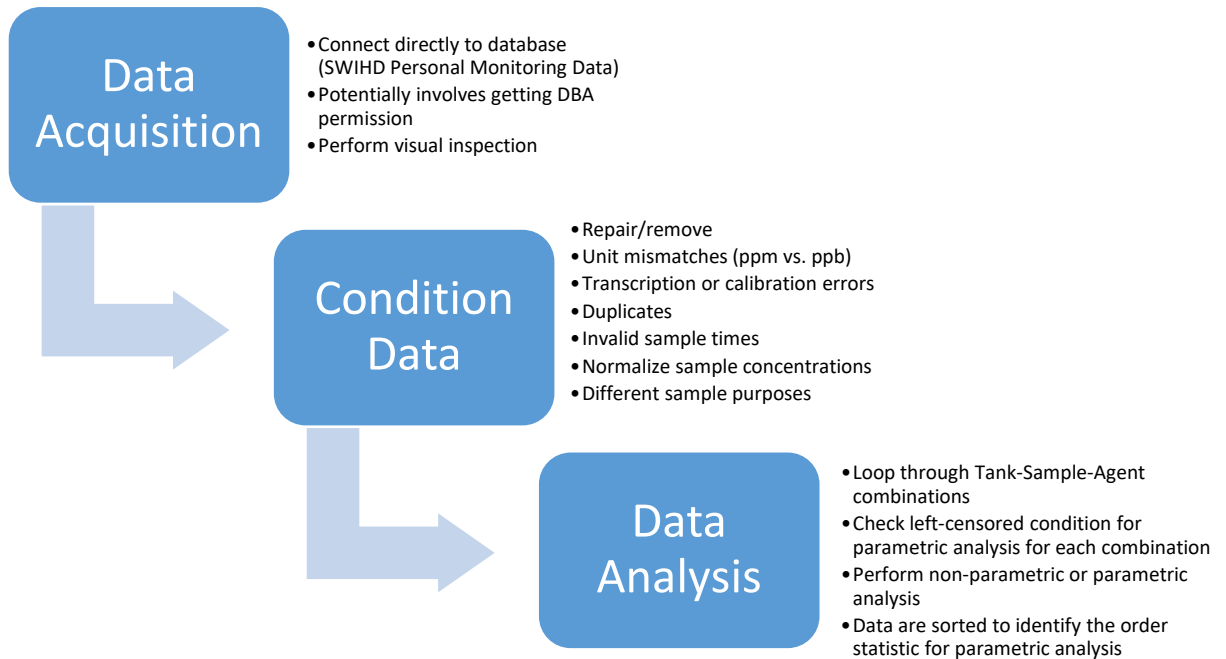 Data
Acquisition
•Connect directly to database
(SWIHD Personal Monitoring Data)
•Potentially involves getting DBA
permission
•Perform visual inspection
Condition
Data
•Repair/remove
•Unit mismatches (ppm vs. ppb)
•Transcription or calibration errors
•Duplicates
•Invalid sample times
•Normalize sample concentrations
•Different sample purposes
Data
Analysis
•Loop through Tank-Sample-Agent
combinations
•Check left-censored condition for
parametric analysis for each combination
•Perform non-parametric or parametric
analysis
•Data are sorted to identify the order
statistic for parametric analysis